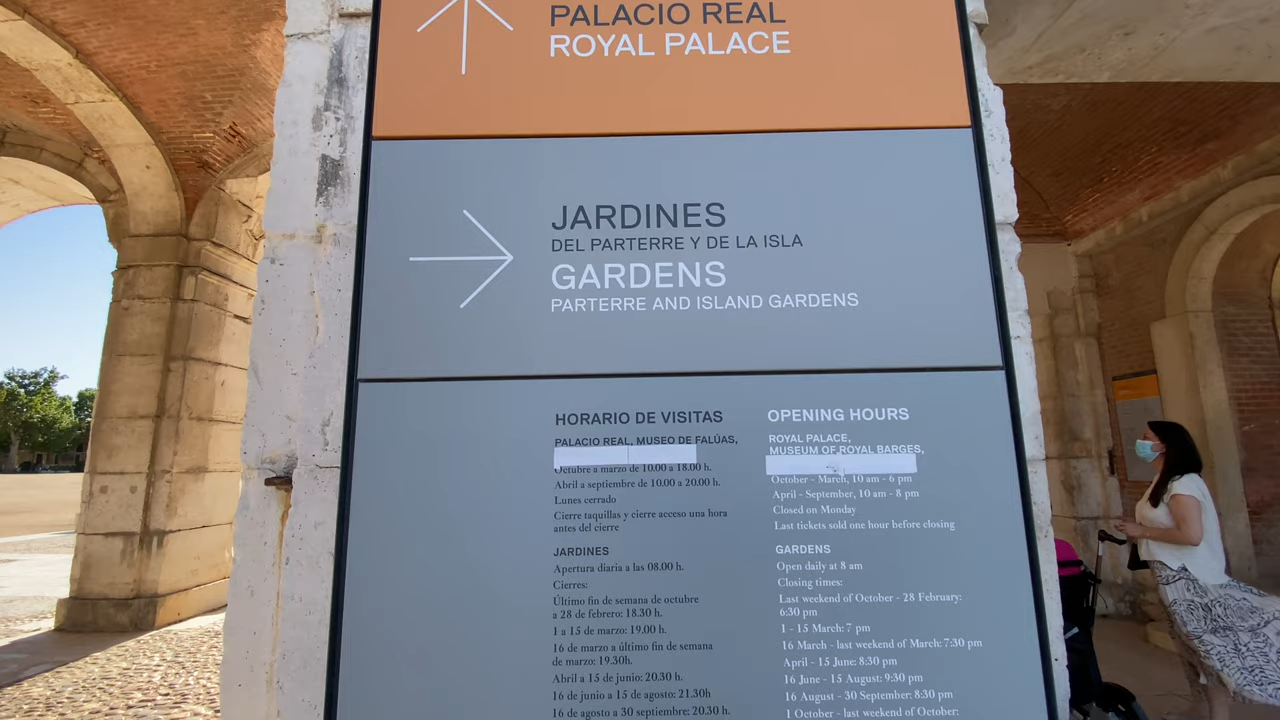 PALACIO REAL
ROYAL PALACE
JARDINES
DEL PARTERRE Y DE LA ISLA
GARDENS
PARTERRE AND ISLAND GARDENS
HORARIO DE VISITAS
PALACIO REAL, MUSEO DE FALÚAS,
Octubre a marzo de 10.00 a 18.00 h.
Abril a septiembre de 10.00 a 20.00 h.
Lunes cerrado
Cierre taquillas y cierre acceso una hora
antes del cierre
JARDINES
Apertura diaria a las 08.00 h.
Cierres:
Último fin de semana de octubre
a 28 de febrero: 18.30 h.
1 a 15 de marzo: 19.00 h.
16 de marzo a último fin de semana
de marzo: 19.30h.
Abril a 15 de junio: 20.30 h.
16 de junio a 15 de agosto: 21.30h
16 de agosto a 30 septiembre: 20.30 h.
OPENING HOURS
ROYAL PALACE,
MUSEUM OF ROYAL BARGES,
October - March, 10 am - 6 pm
April - September, 10 am - 8 pm
Closed on Monday
Last tickets sold one hour before closing
GARDENS
Open daily at 8 am
Closing times:
Last weekend of October - 28 February:
6:30 pm
1 - 15 March: 7 pm
16 March - last weekend of March: 7:30 pm
April - 15 June: 8:30 pm
16 June - 15 August: 9:30 pm
16 August - 30 September: 8:30 pm
1 October - last weekend of October: